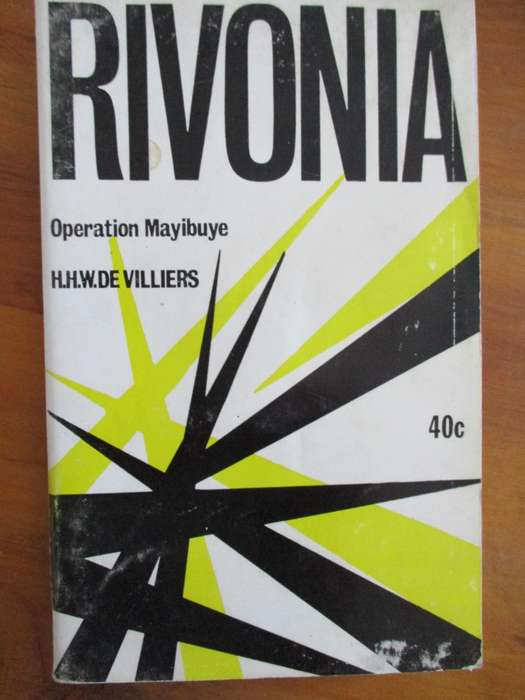 RIVONIA
Operation Mayibuye
H.H.W.DE VILLIERS
40c